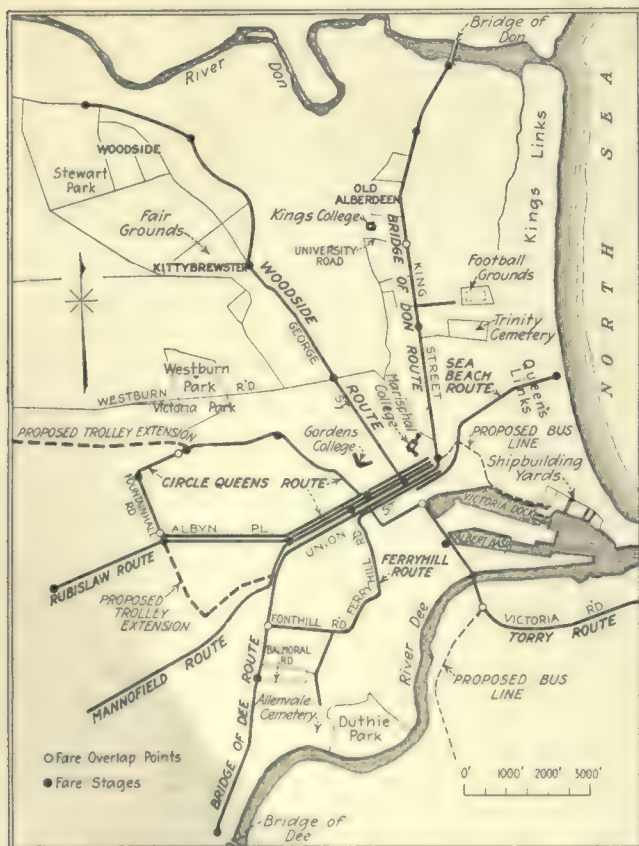 Bridge of
Don
River
Don
NORTH SEA
Kings Links
WOODSIDE
Stewart
Park
OLD
ALBERDEEN
Kings College
Fair
Grounds
UNIVERSITY
ROAD
BRIDGE OF DON ROUTE
KING
STREET
Football
Grounds
KITTYBREWSTER
WOODSIDE
ROUTE
GEORGE
ST.
Trinity
Cemetery
SEA
BEACH
ROUTE
Queen's
Links
Westburn
Park
WESTBURN R'D
Victoria Park
Marisphal
College
PROPOSED TROLLEY EXTENSION
Gordons
College
PROPOSED BUS
LINE
Shipbuilding
Yards
CIRCLE QUEENS ROUTE
FOUNTINHALL
RD
ALBYN PL.
UNION
ST.
VICTORIA DOCK
ALBERT BAS.
RUBISLAW ROUTE
PROPOSED
TROLLEY
EXTENSION
FERRYHILL RD
FERRYHILL
ROUTE
FONTHILL R'D
VICTORIA R'D
TORRY ROUTE
MANNOFIELD ROUTE
BALMORAL
RD
River Dee
BRIDGE OF DEE ROUTE
Allenvale
Cemetery
Duthie
Park
PROPOSED BUS
LINE
Fare Overlap Points
Fare Stages
0' 1000' 2000' 3000'
Bridge of
Dee